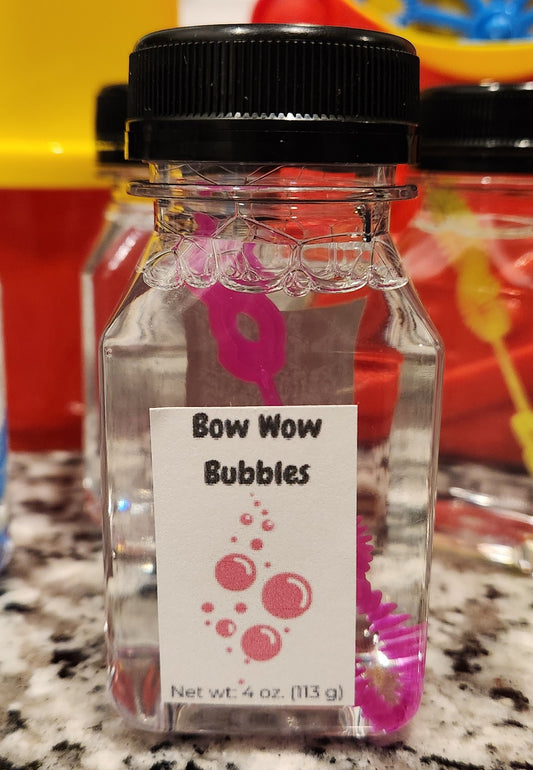 Bow Wow
Bubbles
Net wt: 4 oz. (113 g)